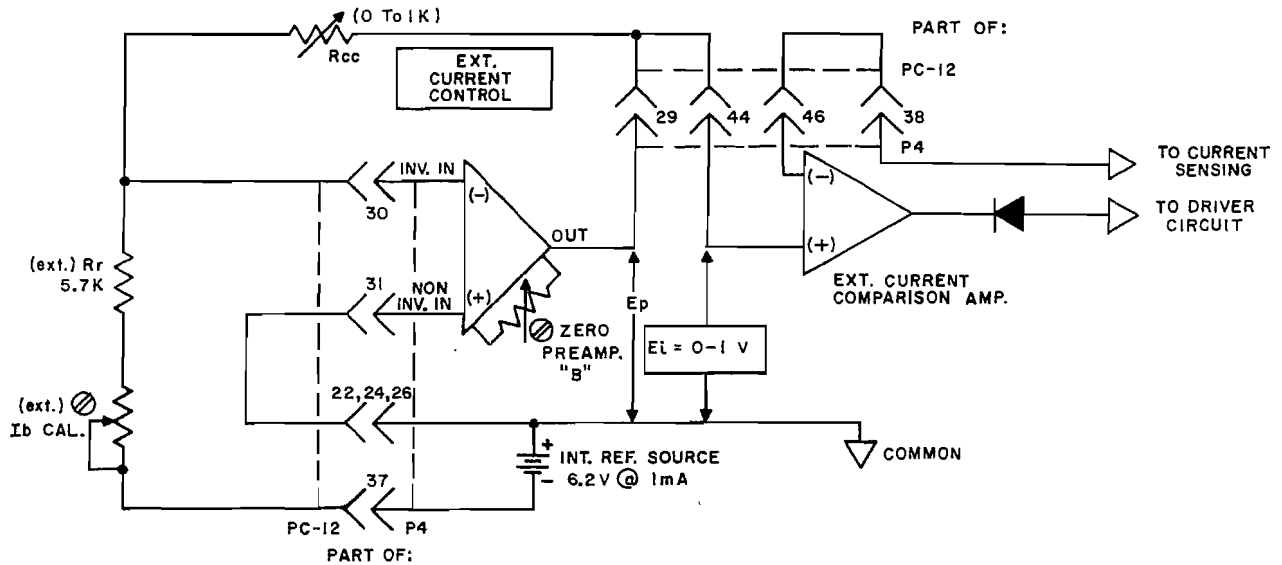 (0 To 1K)
Rcc
EXT.
CURRENT
CONTROL
PART OF:
PC-12
29
44
46
38
P4
TO CURRENT
SENSING
TO DRIVER
CIRCUIT
INV. IN
30
(-)
(-)
OUT
(+)
EXT. CURRENT
COMPARISON AMP.
(ext.) Rr
5.7K
31
NON
INV. IN
(+)
Ep
ZERO
PREAMP.
"B"
Ei = 0-1 V
22,24,26
(ext.)
Ib CAL.
+
INT. REF. SOURCE
-
6.2V @ 1mA
COMMON
37
PC-12
P4
PART OF: